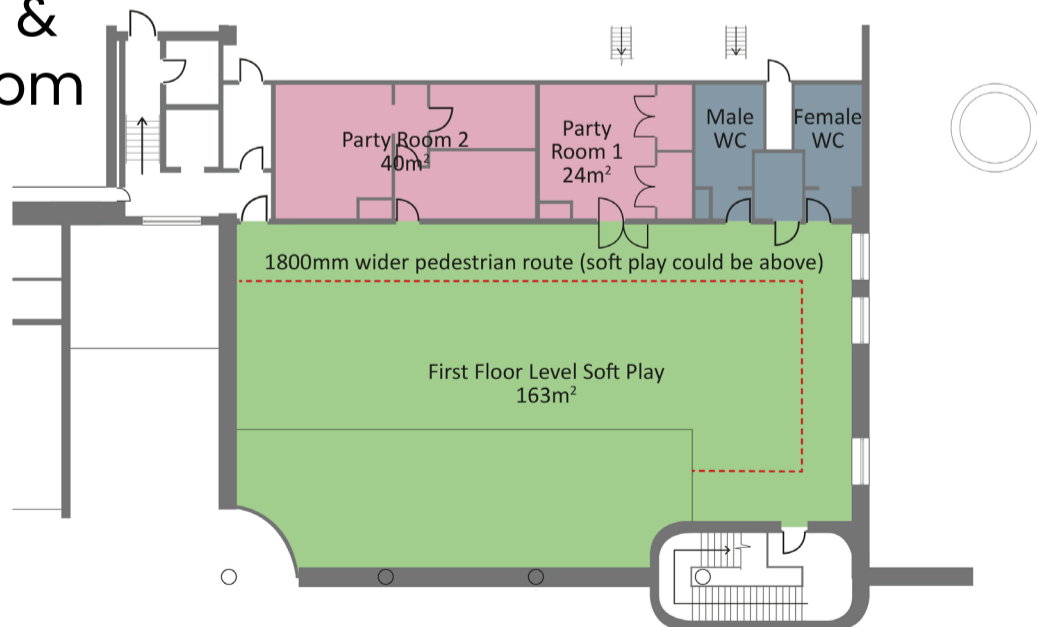 &
om
Party Room 2
40m²
Party
Room 1
24m²
Male
WC
Female
WC
1800mm wider pedestrian route (soft play could be above)
First Floor Level Soft Play
163m²